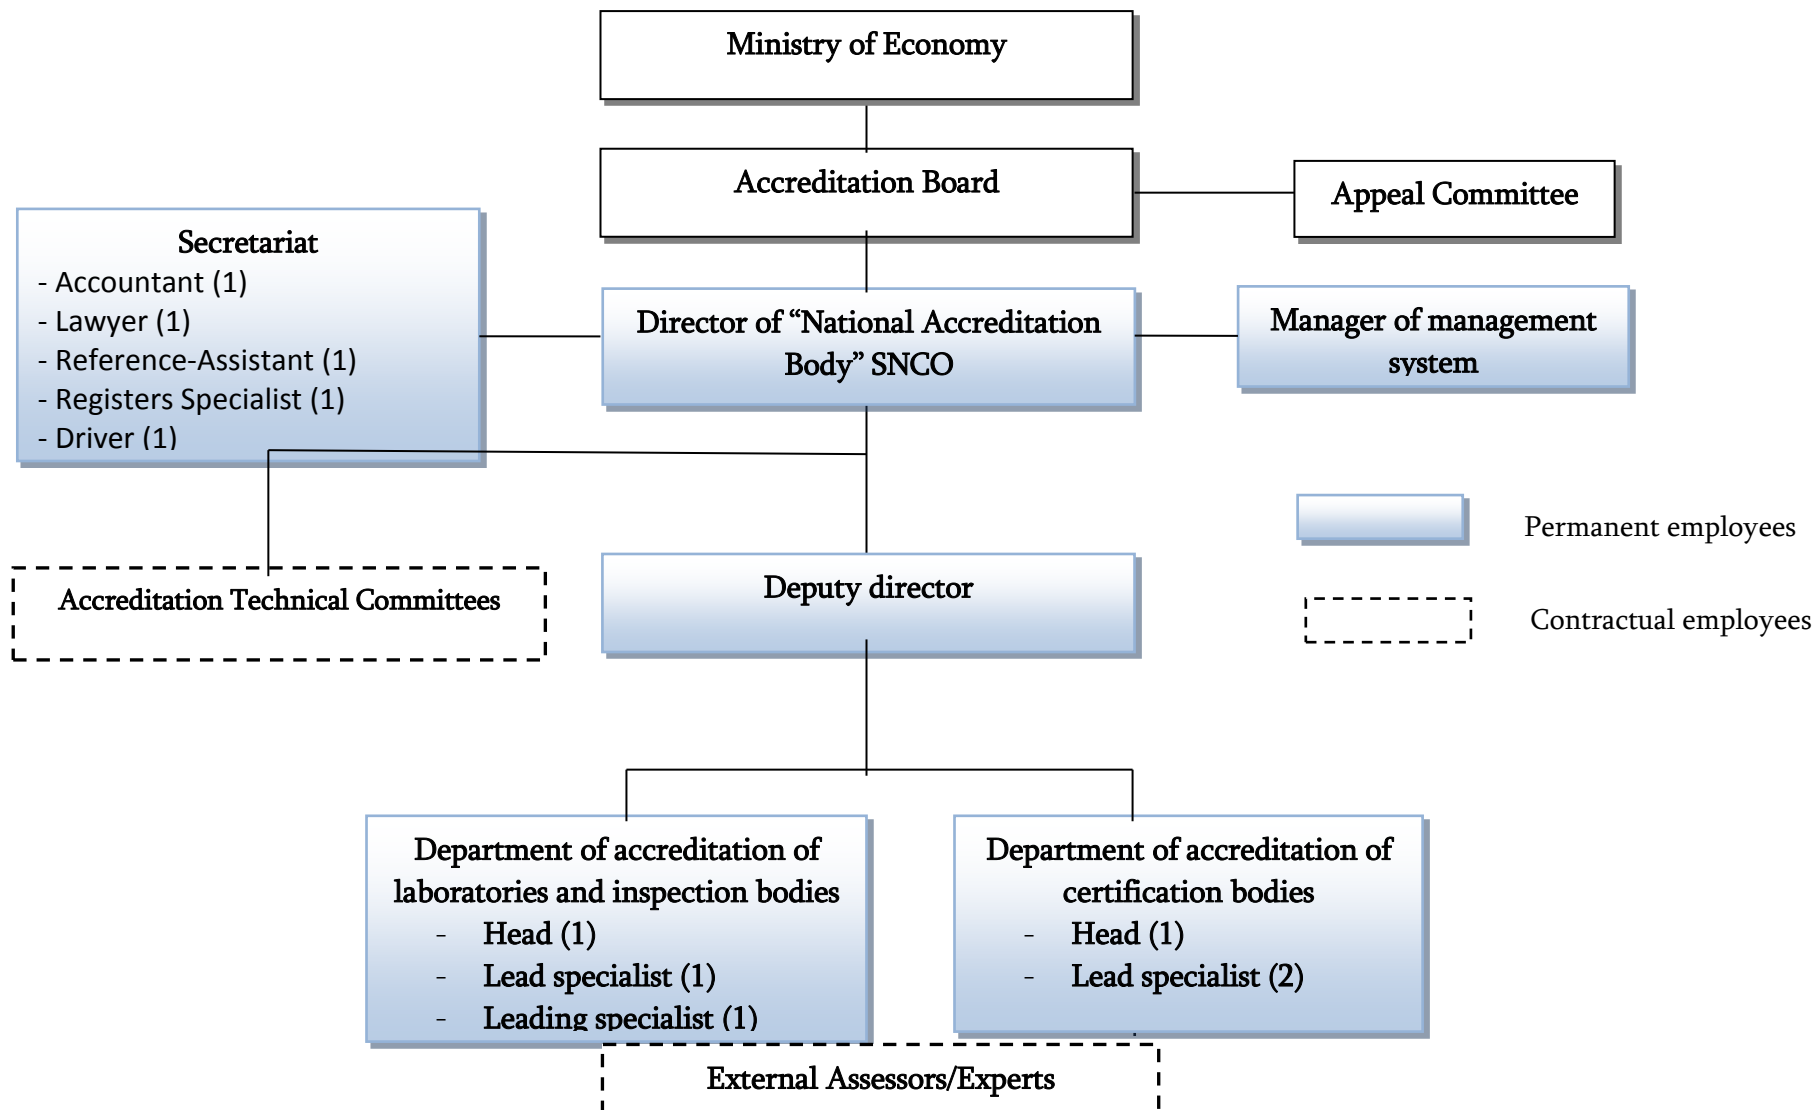 Ministry of Economy
Accreditation Board
Appeal Committee
Secretariat
- Accountant (1)
- Lawyer (1)
- Reference-Assistant (1)
- Registers Specialist (1)
- Driver (1)
Director of “National Accreditation
Body” SNCO
Manager of management
system
Permanent employees
Contractual employees
Accreditation Technical Committees
Deputy director
Department of accreditation of
laboratories and inspection bodies
- Head (1)
- Lead specialist (1)
- Leading specialist (1)
Department of accreditation of
certification bodies
- Head (1)
- Lead specialist (2)
External Assessors/Experts